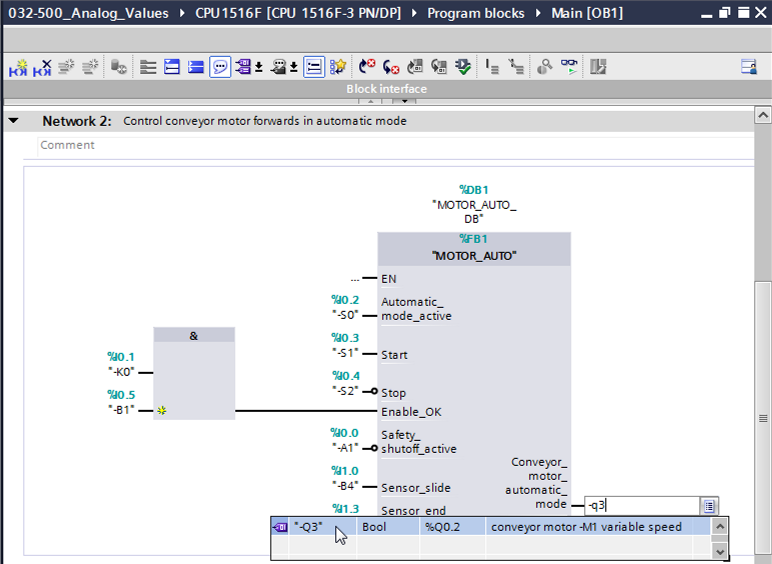 032-500_Analog_Values ▸ CPU1516F [CPU 1516F-3 PN/DP] ▸ Program blocks ▸ Main [OB1]
Block interface
Network 2: Control conveyor motor forwards in automatic mode
Comment
%DB1
"MOTOR_AUTO_
DB"
%FB1
"MOTOR_AUTO"
... EN
%I0.2
"-S0"
Automatic_
mode_active
%I0.3
"-S1"
Start
%I0.4
"-S2"
Stop
&
%I0.1
"-K0"
%I0.5
"-B1"
Enable_OK
%I0.0
"-A1"
Safety_
shutoff_active
%I1.0
"-B4"
Sensor_slide
%I1.3
Sensor_end
Conveyor_
motor_
automatic_
mode
-q3
"-Q3" Bool %Q0.2 conveyor motor -M1 variable speed